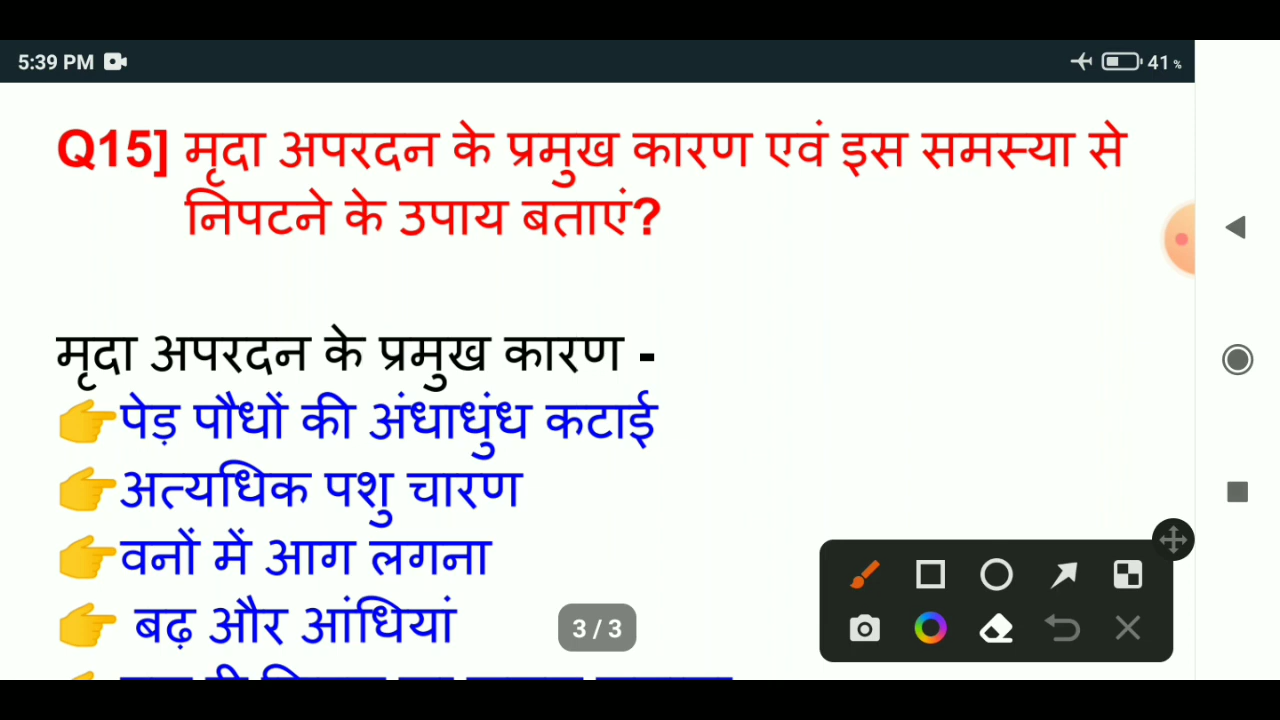 5:39 PM
41%
Q15] मृदा अपरदन के प्रमुख कारण एवं इस समस्या से
निपटने के उपाय बताएं?
मृदा अपरदन के प्रमुख कारण -
👉पेड़ पौधों की अंधाधुंध कटाई
👉अत्यधिक पशु चारण
👉वनों में आग लगना
👉 बढ़ और आंधियां
3 / 3